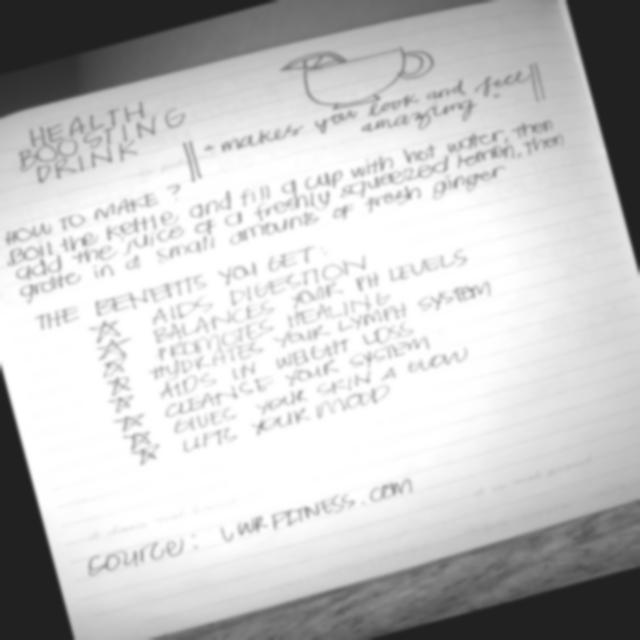 HEALTH
BOOSTING
DRINK
- makes you look and feel
amazing.
HOW TO MAKE?
Boil the kettle and fill a cup with hot water, then
add the juice of a freshly squeezed lemon, then
grate in a small amounts of fresh ginger
THE BENEFITS YOU GET:
AIDS DIGESTION
BALANCES YOUR PH LEVELS
PROMOTES HEALING
HYDRATES YOUR LYMPH SYSTEM
AIDS IN WEIGHT LOSS
CLEANSE YOUR SYSTEM
GIVES YOUR SKIN A GLOW
LIFTS YOUR MOOD
SOURCE: LWRFITNESS.COM